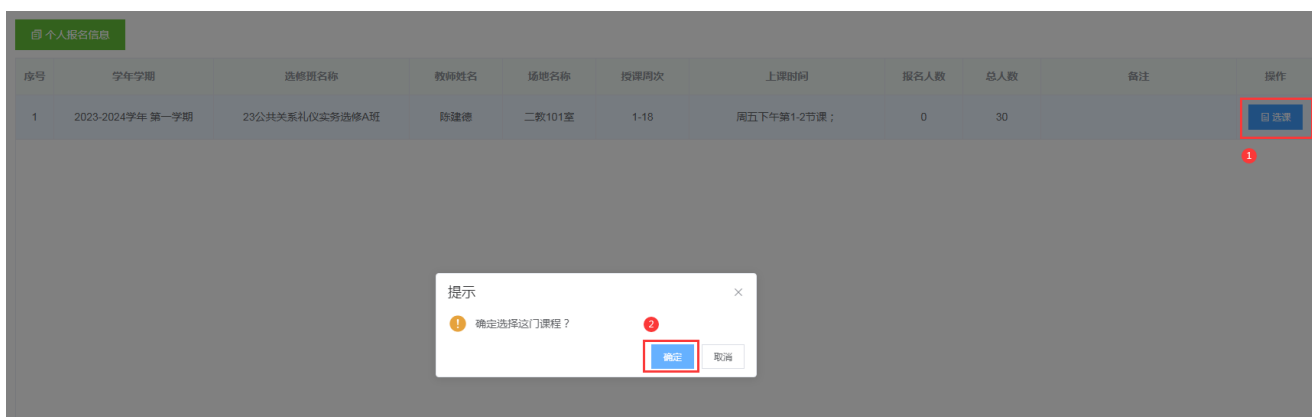 个人报名信息
序号 学年学期 选修班名称 教师姓名 场地名称 授课周次 上课时间 报名人数 总人数 备注 操作
1 2023-2024学年 第一学期 23公共关系礼仪实务选修A班 陈建德 二教101室 1-18 周五下午第1-2节课； 0 30 选课
1
提示
确定选择这门课程？
2
确定 取消